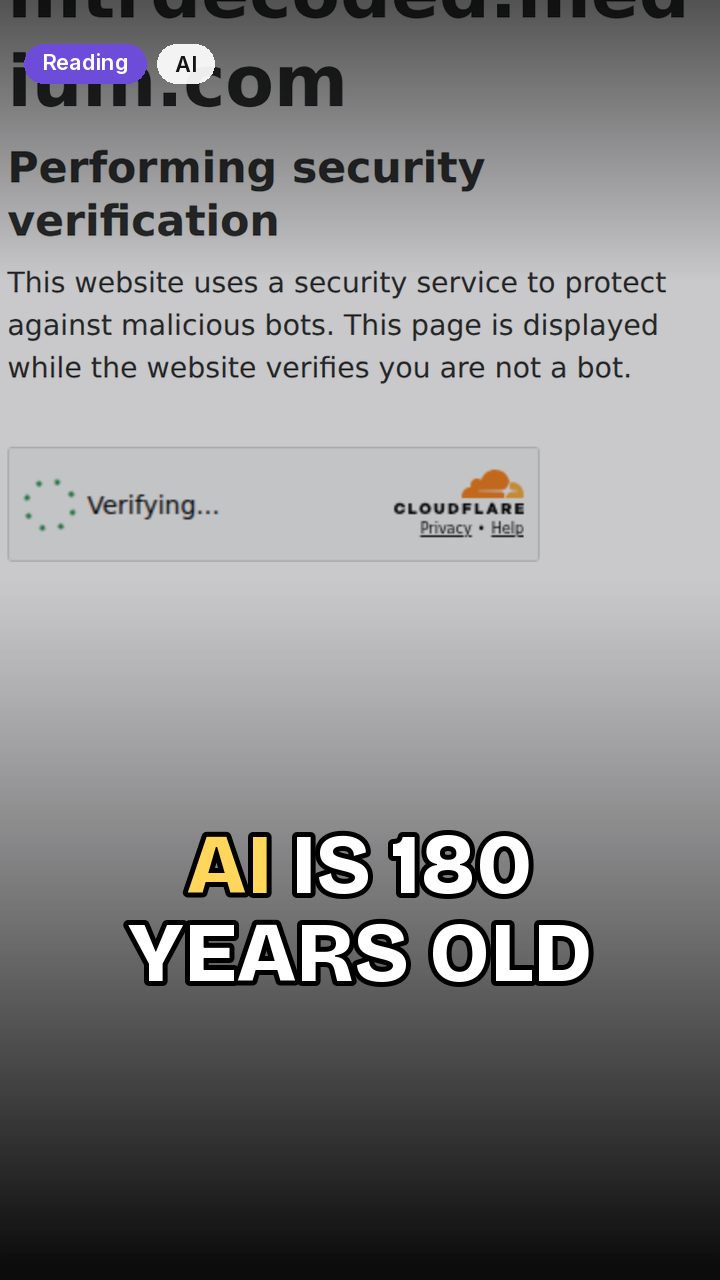 Reading
AI
ium.com
Performing security
verification
This website uses a security service to protect
against malicious bots. This page is displayed
while the website verifies you are not a bot.
Verifying...
CLOUDFLARE
Privacy • Help
AI IS 180
YEARS OLD